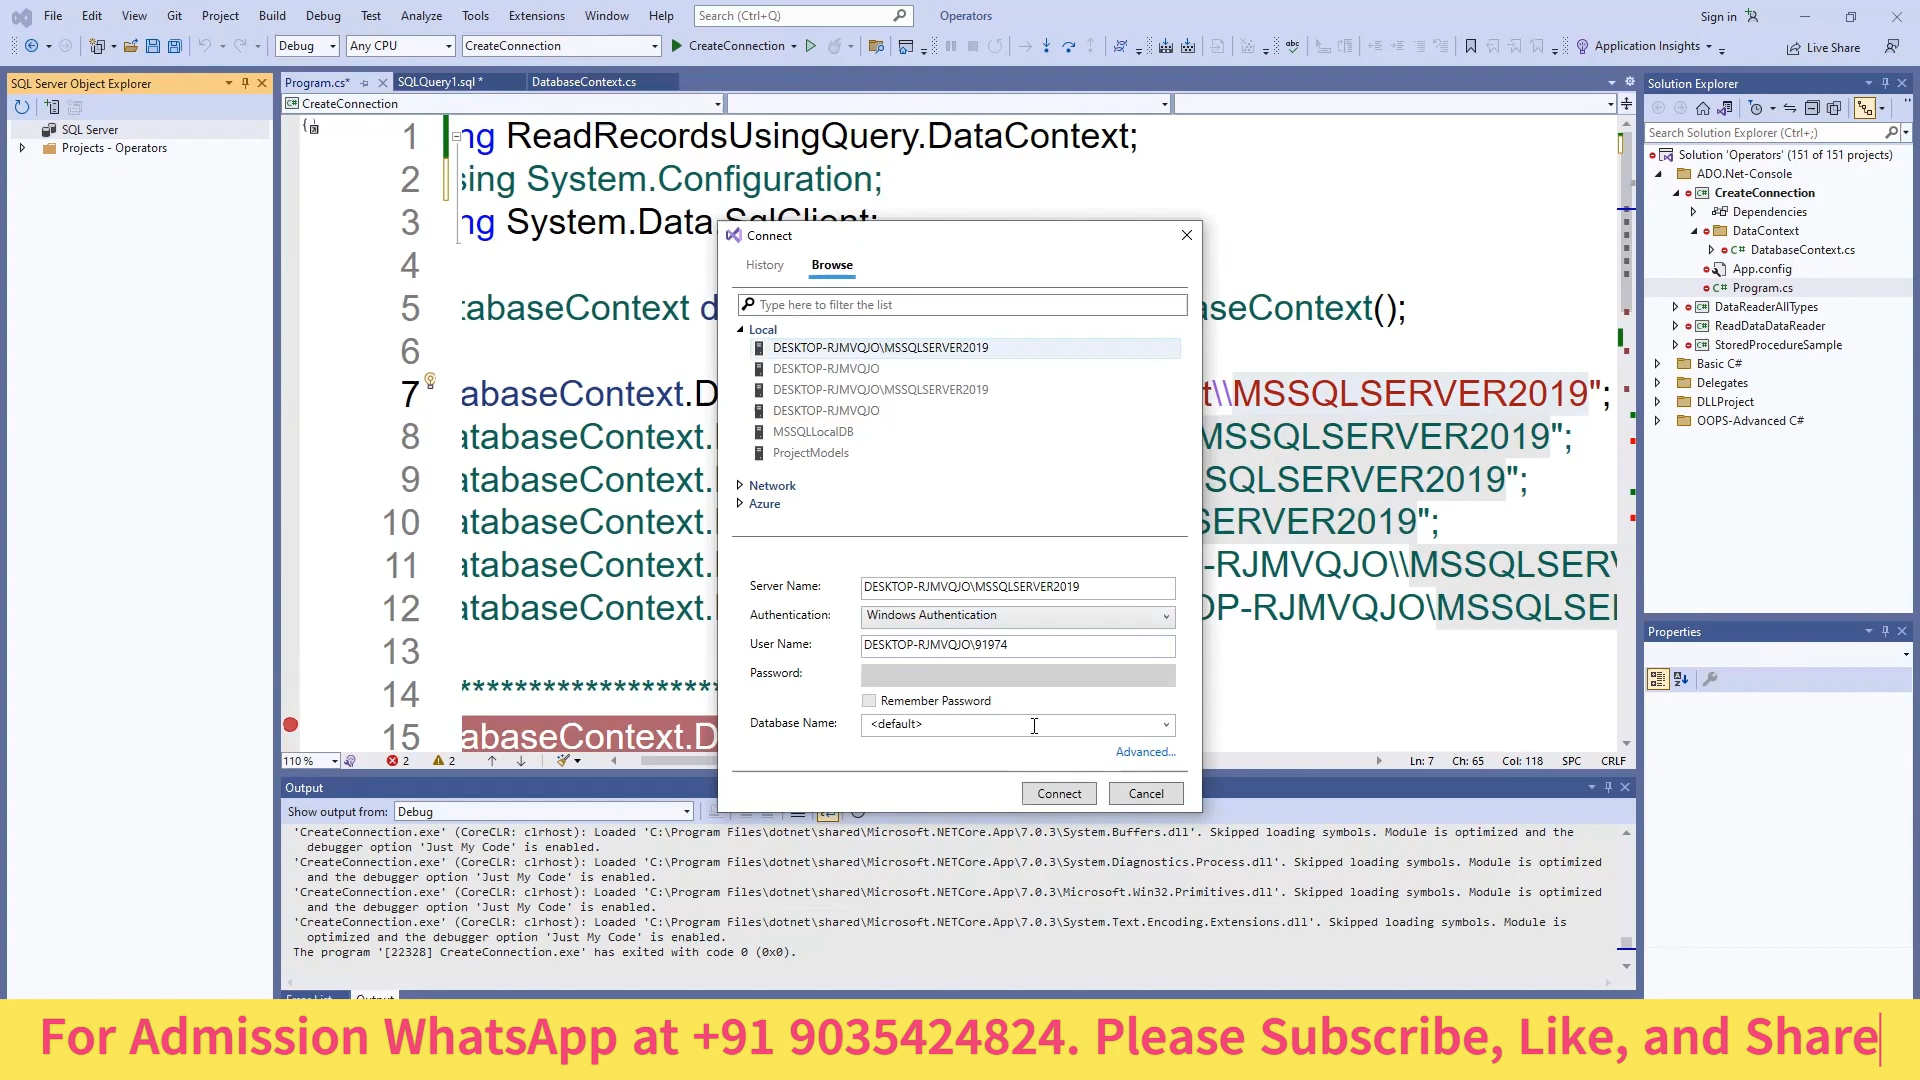 File Edit View Git Project Build Debug Test Analyze Tools Extensions Window Help Search (Ctrl+Q) Operators Sign in
Debug Any CPU CreateConnection CreateConnection Application Insights Live Share
SQL Server Object Explorer
SQL Server
Projects - Operators
Program.cs* SQLQuery1.sql * DatabaseContext.cs
CreateConnection
1 ng ReadRecordsUsingQuery.DataContext;
2 sing System.Configuration;
3 ng System.Data.SqlClient;
4
5 tabaseContext d aseContext();
6
7 abaseContext.D t\\MSSQLSERVER2019";
8 atabaseContext. MSSQLSERVER2019";
9 atabaseContext. SQLSERVER2019";
10 atabaseContext. SERVER2019";
11 atabaseContext. -RJMVQJO\\MSSQLSERV
12 atabaseContext. OP-RJMVQJO\MSSQLSEI
13
14 *********************
15 abaseContext.D
110 % 2 2 Ln: 7 Ch: 65 Col: 118 SPC CRLF
Connect
History Browse
Type here to filter the list
Local
DESKTOP-RJMVQJO\MSSQLSERVER2019
DESKTOP-RJMVQJO
DESKTOP-RJMVQJO\MSSQLSERVER2019
DESKTOP-RJMVQJO
MSSQLLocalDB
ProjectModels
Network
Azure
Server Name: DESKTOP-RJMVQJO\MSSQLSERVER2019
Authentication: Windows Authentication
User Name: DESKTOP-RJMVQJO\91974
Password:
Remember Password
Database Name: <default>
Advanced...
Connect Cancel
Output
Show output from: Debug
'CreateConnection.exe' (CoreCLR: clrhost): Loaded 'C:\Program Files\dotnet\shared\Microsoft.NETCore.App\7.0.3\System.Buffers.dll'. Skipped loading symbols. Module is optimized and the
debugger option 'Just My Code' is enabled.
'CreateConnection.exe' (CoreCLR: clrhost): Loaded 'C:\Program Files\dotnet\shared\Microsoft.NETCore.App\7.0.3\System.Diagnostics.Process.dll'. Skipped loading symbols. Module is optimized
and the debugger option 'Just My Code' is enabled.
'CreateConnection.exe' (CoreCLR: clrhost): Loaded 'C:\Program Files\dotnet\shared\Microsoft.NETCore.App\7.0.3\Microsoft.Win32.Primitives.dll'. Skipped loading symbols. Module is optimized
and the debugger option 'Just My Code' is enabled.
'CreateConnection.exe' (CoreCLR: clrhost): Loaded 'C:\Program Files\dotnet\shared\Microsoft.NETCore.App\7.0.3\System.Text.Encoding.Extensions.dll'. Skipped loading symbols. Module is
optimized and the debugger option 'Just My Code' is enabled.
The program '[22328] CreateConnection.exe' has exited with code 0 (0x0).
Error List Output
Solution Explorer
Search Solution Explorer (Ctrl+;)
Solution 'Operators' (151 of 151 projects)
ADO.Net-Console
CreateConnection
Dependencies
DataContext
DatabaseContext.cs
App.config
Program.cs
DataReaderAllTypes
ReadDataDataReader
StoredProcedureSample
Basic C#
Delegates
DLLProject
OOPS-Advanced C#
Properties
For Admission WhatsApp at +91 9035424824. Please Subscribe, Like, and Share